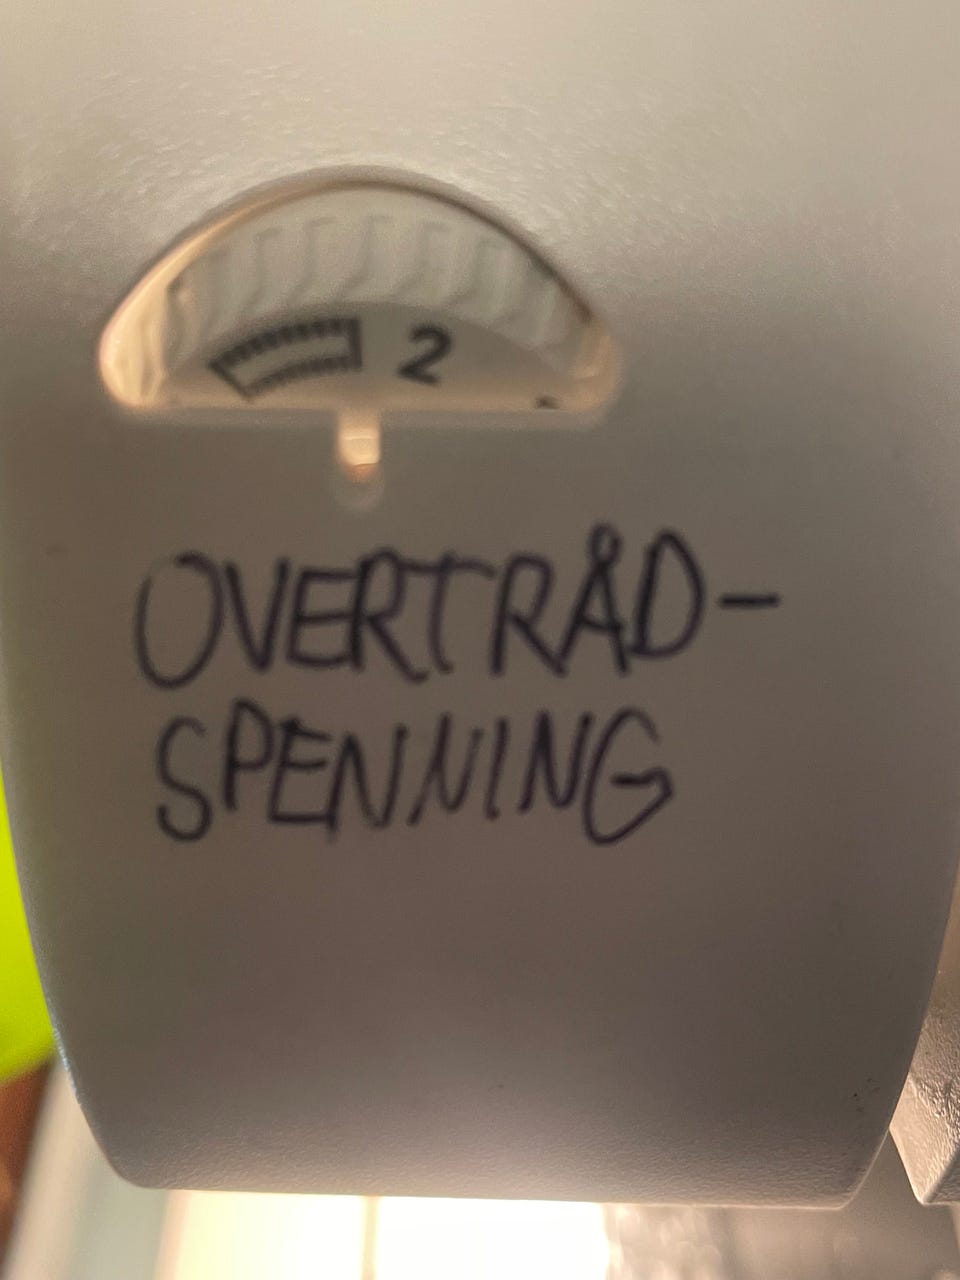 2
OVERTRÅD-
SPENNING